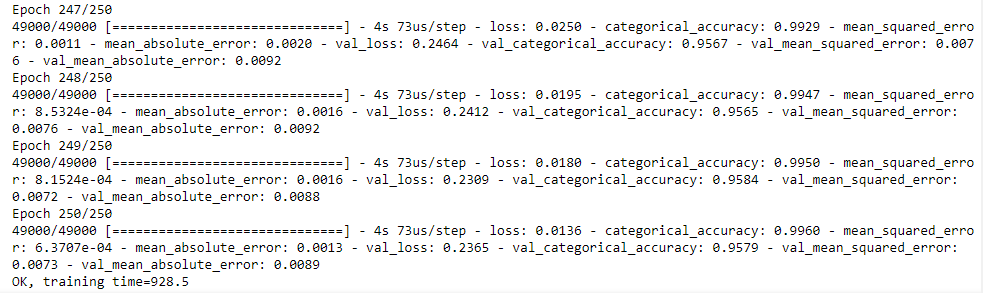 Epoch 247/250
49000/49000 [==============================] - 4s 73us/step - loss: 0.0250 - categorical_accuracy: 0.9929 - mean_squared_erro
r: 0.0011 - mean_absolute_error: 0.0020 - val_loss: 0.2464 - val_categorical_accuracy: 0.9567 - val_mean_squared_error: 0.007
6 - val_mean_absolute_error: 0.0092
Epoch 248/250
49000/49000 [==============================] - 4s 73us/step - loss: 0.0195 - categorical_accuracy: 0.9947 - mean_squared_erro
r: 8.5324e-04 - mean_absolute_error: 0.0016 - val_loss: 0.2412 - val_categorical_accuracy: 0.9565 - val_mean_squared_error:
0.0076 - val_mean_absolute_error: 0.0092
Epoch 249/250
49000/49000 [==============================] - 4s 73us/step - loss: 0.0180 - categorical_accuracy: 0.9950 - mean_squared_erro
r: 8.1524e-04 - mean_absolute_error: 0.0016 - val_loss: 0.2309 - val_categorical_accuracy: 0.9584 - val_mean_squared_error:
0.0072 - val_mean_absolute_error: 0.0088
Epoch 250/250
49000/49000 [==============================] - 4s 73us/step - loss: 0.0136 - categorical_accuracy: 0.9960 - mean_squared_erro
r: 6.3707e-04 - mean_absolute_error: 0.0013 - val_loss: 0.2365 - val_categorical_accuracy: 0.9579 - val_mean_squared_error:
0.0073 - val_mean_absolute_error: 0.0089
OK, training time=928.5